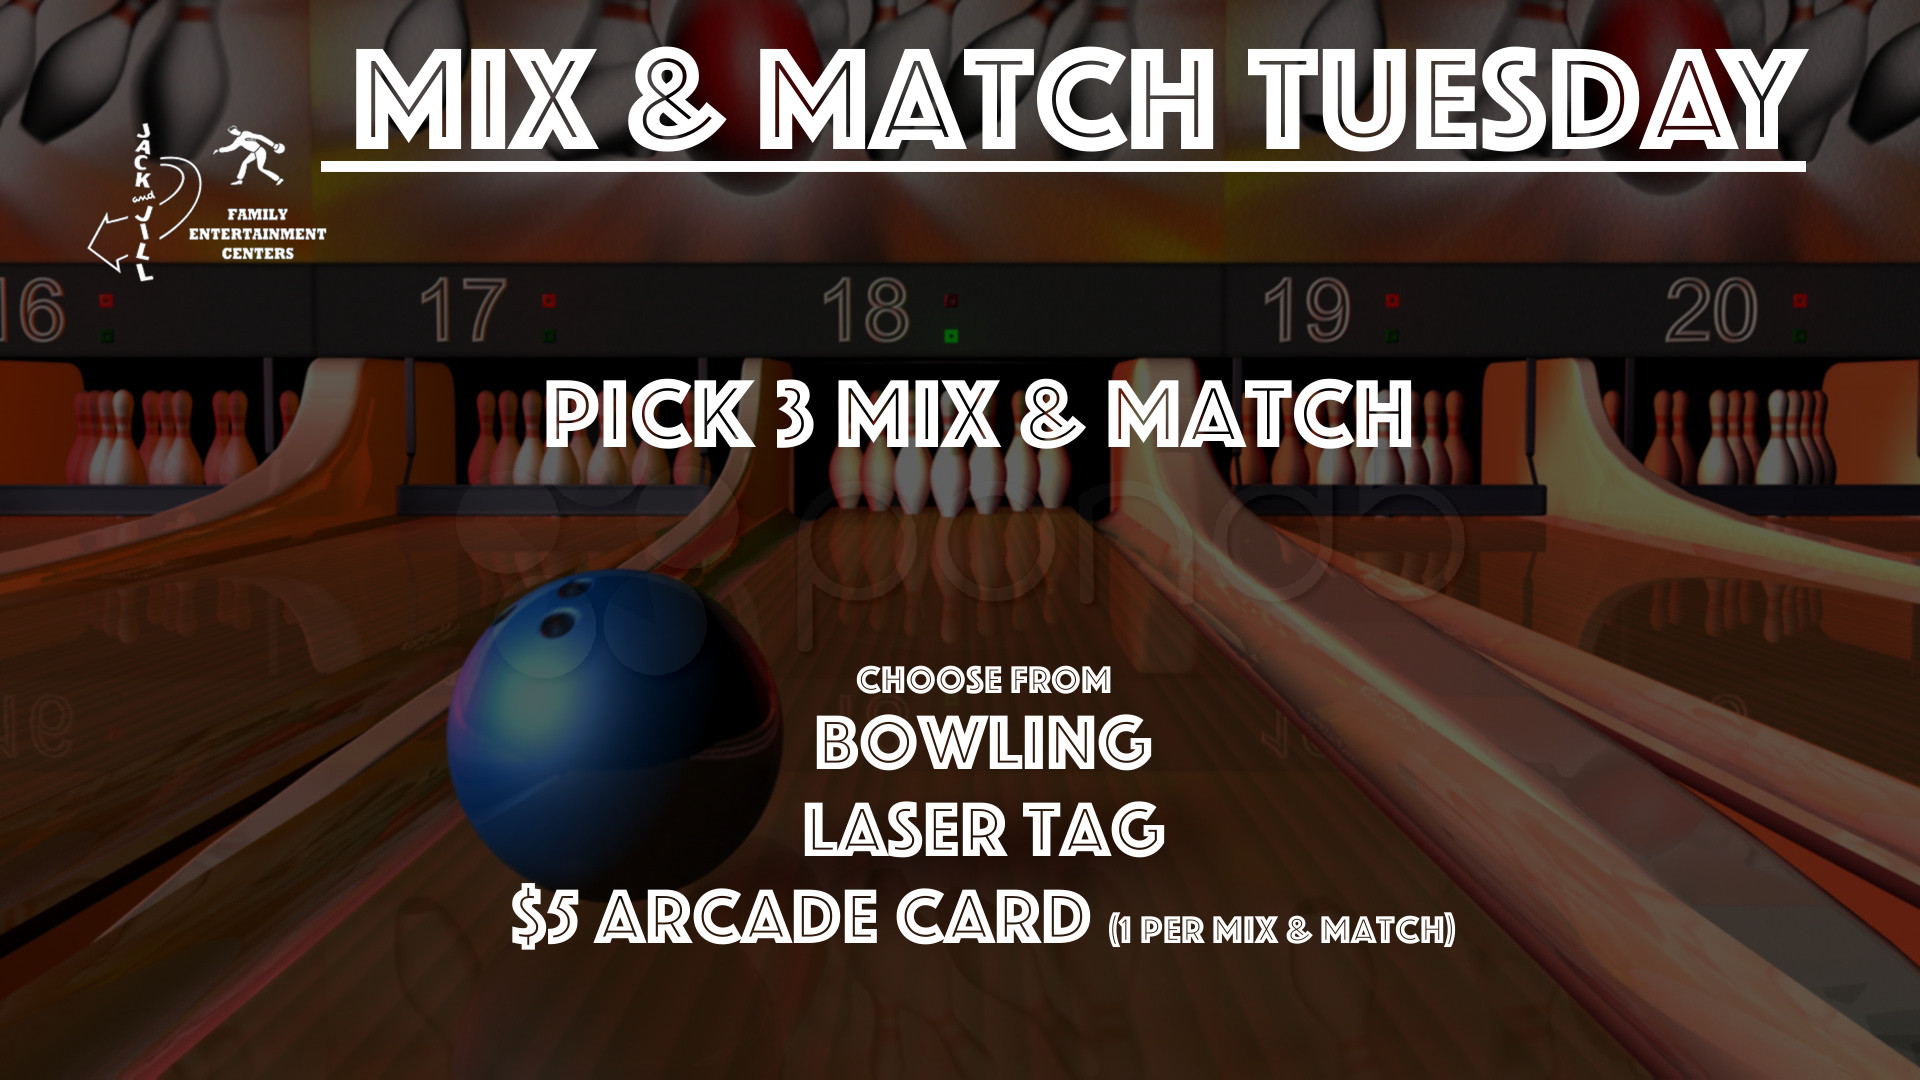 MIX & MATCH TUESDAY
JACK and JILL
FAMILY
ENTERTAINMENT
CENTERS
16 17 18 19 20
PICK 3 MIX & MATCH
pond5
CHOOSE FROM
BOWLING
LASER TAG
$5 ARCADE CARD (1 PER MIX & MATCH)